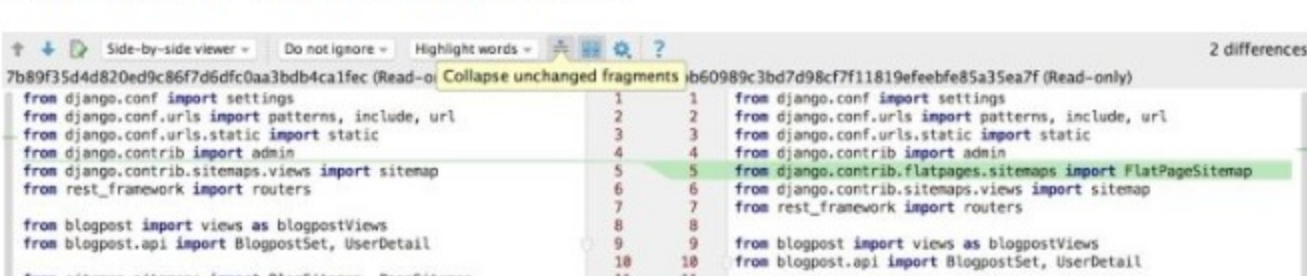 Side-by-side viewer Do not ignore Highlight words ? 2 differences
7b89f35d4d820ed9c86f7d6dfc0aa3bdb4ca1fec (Read-o
Collapse unchanged fragments
b60989c3bd7d98cf7f11819efeebfe85a35ea7f (Read-only)
from django.conf import settings
from django.conf.urls import patterns, include, url
from django.conf.urls.static import static
from django.contrib import admin
from django.contrib.sitemaps.views import sitemap
from rest_framework import routers
from blogpost import views as blogpostViews
from blogpost.api import BlogpostSet, UserDetail
1 1
2 2
3 3
4 4
5 5
6 6
7 7
8 8
9 9
10 10
from django.conf import settings
from django.conf.urls import patterns, include, url
from django.conf.urls.static import static
from django.contrib import admin
from django.contrib.flatpages.sitemaps import FlatPageSitemap
from django.contrib.sitemaps.views import sitemap
from rest_framework import routers
from blogpost import views as blogpostViews
from blogpost.api import BlogpostSet, UserDetail